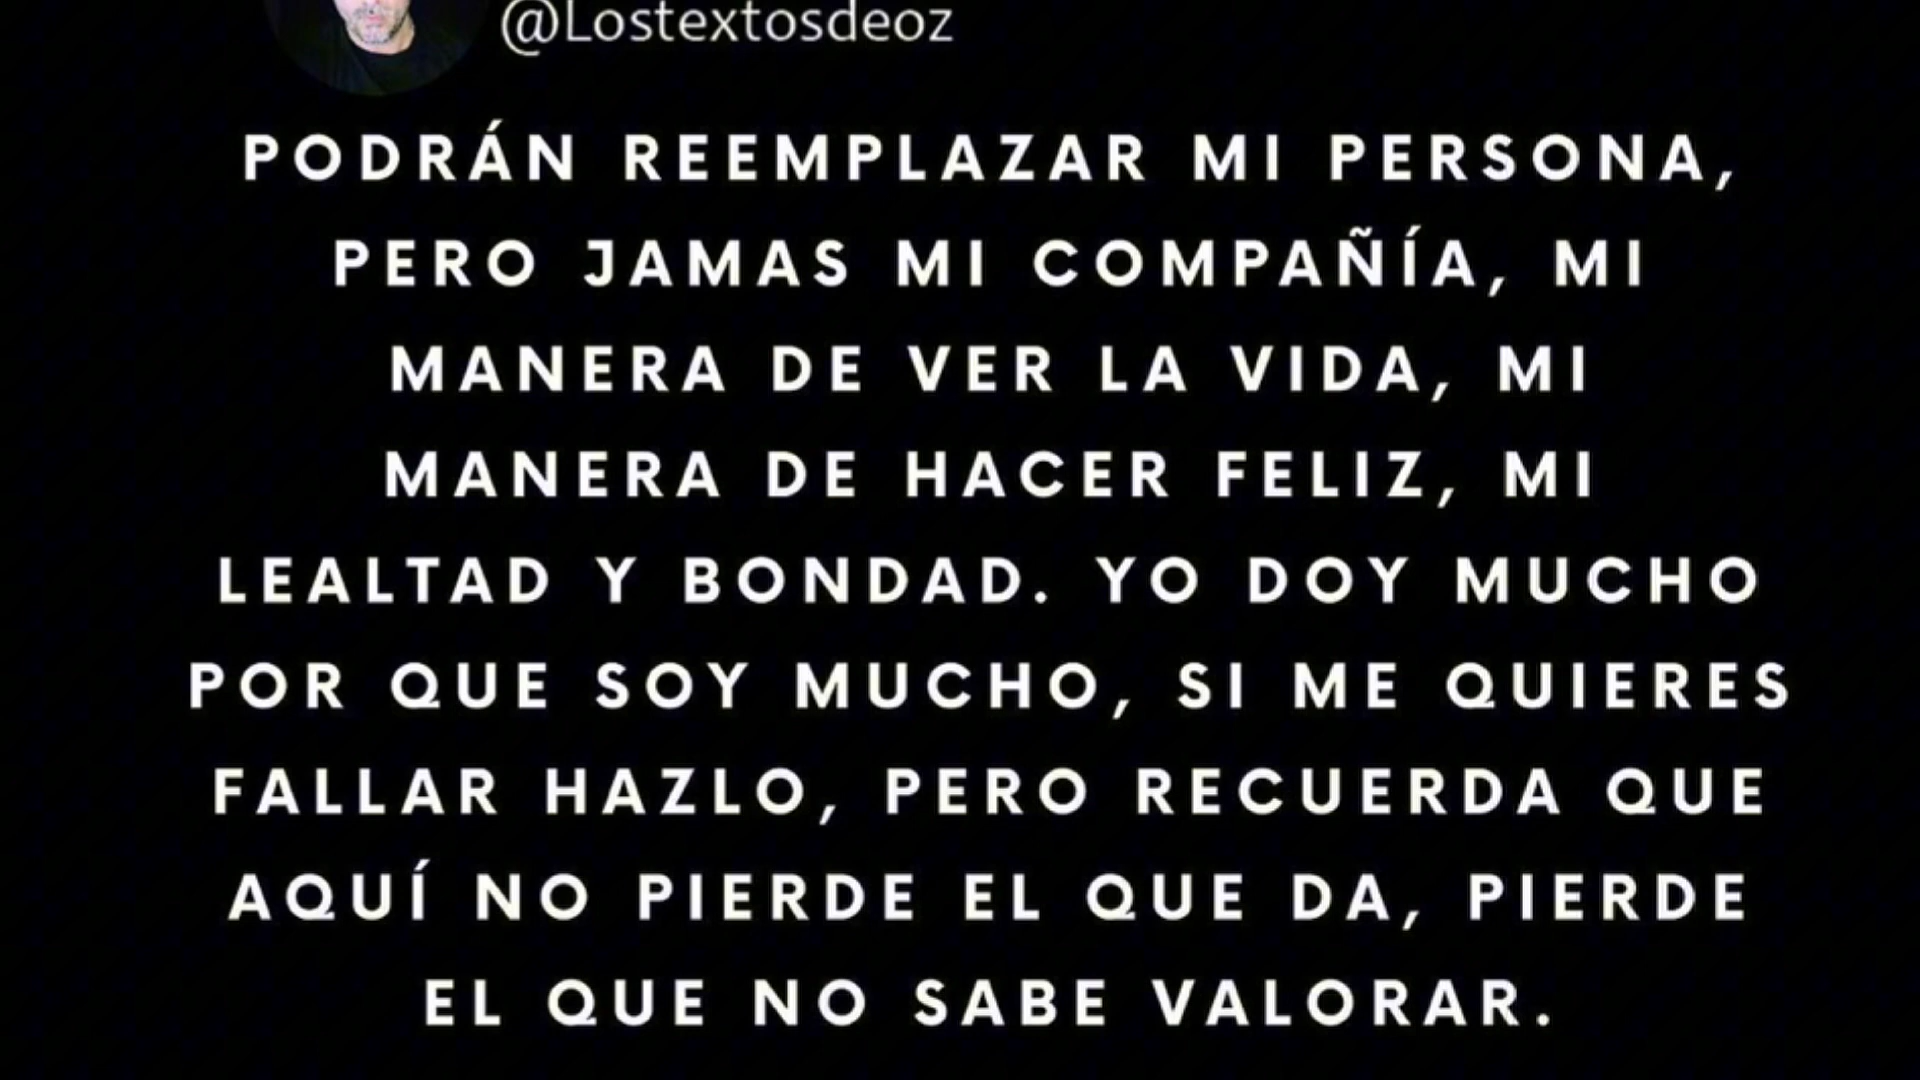 @Lostextosdeoz
PODRÁN REEMPLAZAR MI PERSONA,
PERO JAMAS MI COMPAÑÍA, MI
MANERA DE VER LA VIDA, MI
MANERA DE HACER FELIZ, MI
LEALTAD Y BONDAD. YO DOY MUCHO
POR QUE SOY MUCHO, SI ME QUIERES
FALLAR HAZLO, PERO RECUERDA QUE
AQUÍ NO PIERDE EL QUE DA, PIERDE
EL QUE NO SABE VALORAR.